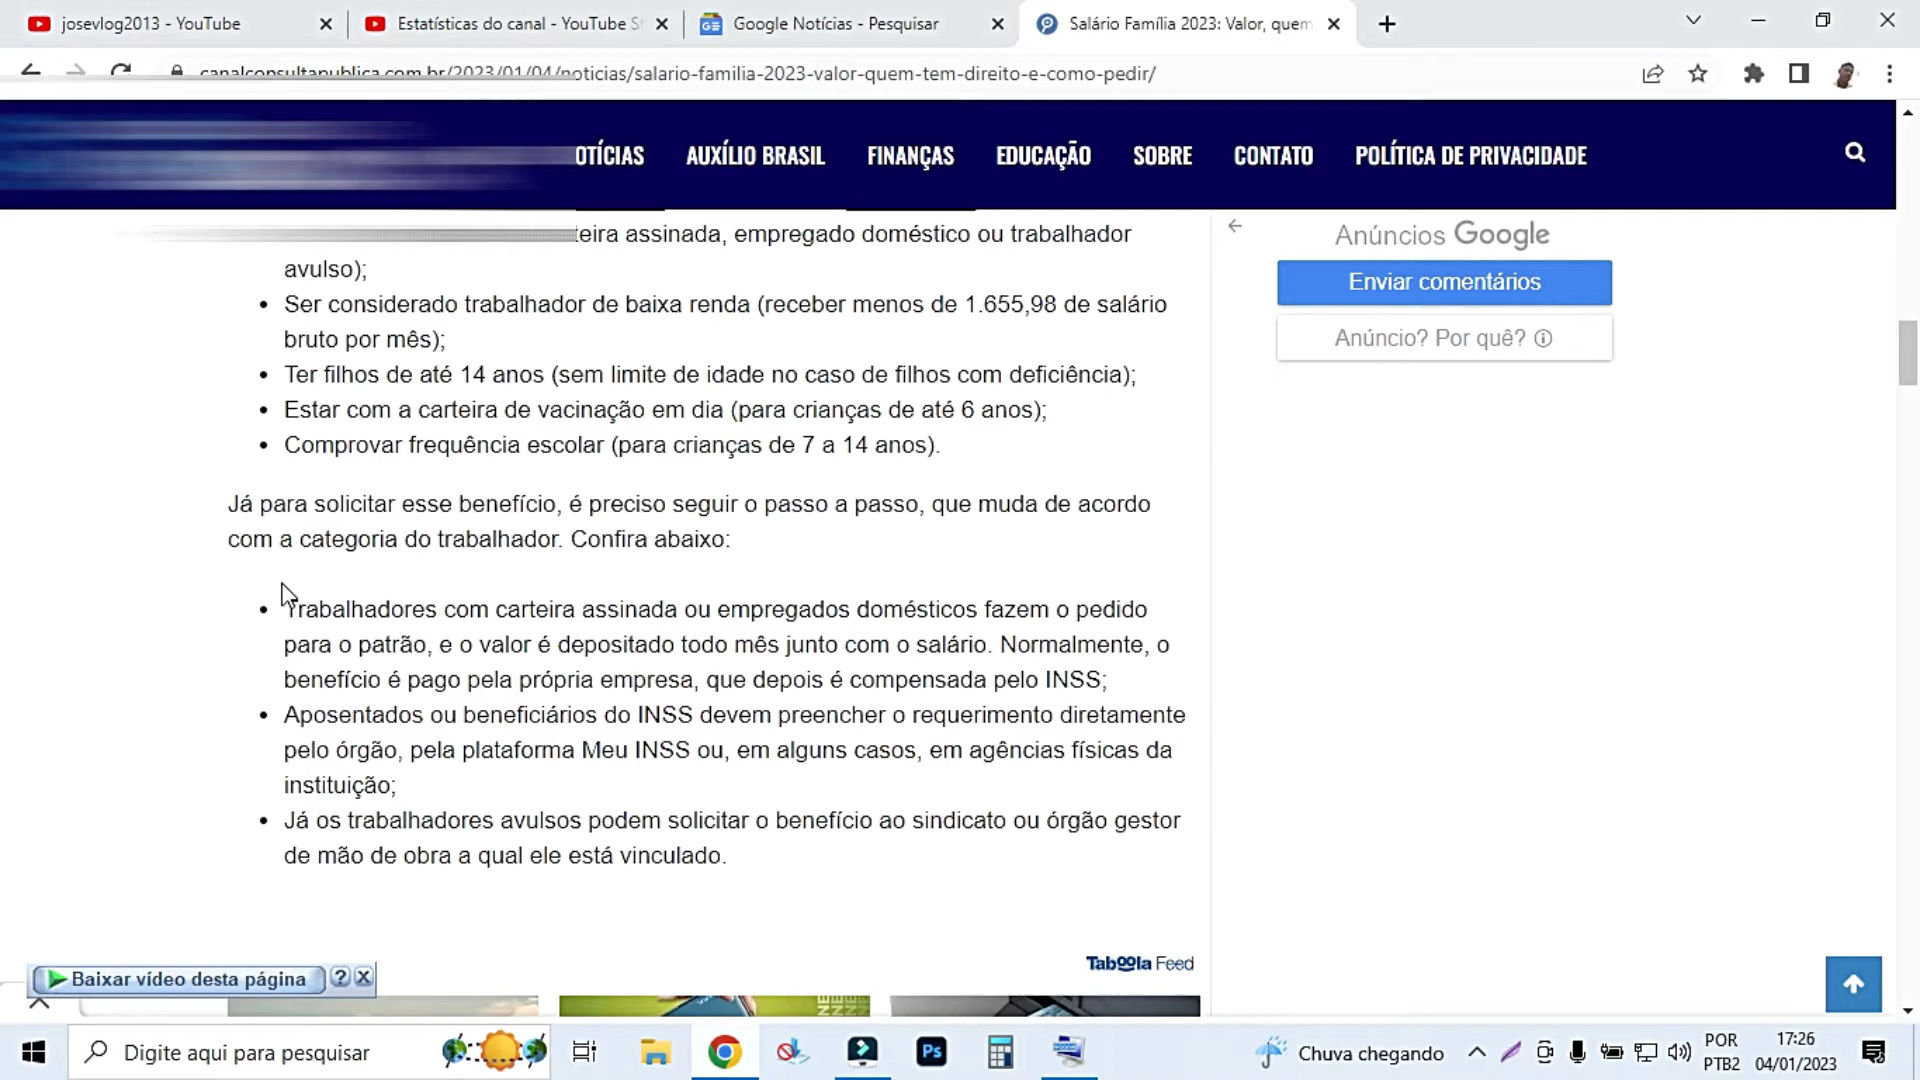 josevlog2013 - YouTube
Estatísticas do canal - YouTube S
Google Notícias - Pesquisar
Salário Família 2023: Valor, quem
canalconsultapublica.com.br/2023/01/04/noticias/salario-familia-2023-valor-quem-tem-direito-e-como-pedir/
OTÍCIAS AUXÍLIO BRASIL FINANÇAS EDUCAÇÃO SOBRE CONTATO POLÍTICA DE PRIVACIDADE
teira assinada, empregado doméstico ou trabalhador
avulso);
• Ser considerado trabalhador de baixa renda (receber menos de 1.655,98 de salário
bruto por mês);
• Ter filhos de até 14 anos (sem limite de idade no caso de filhos com deficiência);
• Estar com a carteira de vacinação em dia (para crianças de até 6 anos);
• Comprovar frequência escolar (para crianças de 7 a 14 anos).
Já para solicitar esse benefício, é preciso seguir o passo a passo, que muda de acordo
com a categoria do trabalhador. Confira abaixo:
• Trabalhadores com carteira assinada ou empregados domésticos fazem o pedido
para o patrão, e o valor é depositado todo mês junto com o salário. Normalmente, o
benefício é pago pela própria empresa, que depois é compensada pelo INSS;
• Aposentados ou beneficiários do INSS devem preencher o requerimento diretamente
pelo órgão, pela plataforma Meu INSS ou, em alguns casos, em agências físicas da
instituição;
• Já os trabalhadores avulsos podem solicitar o benefício ao sindicato ou órgão gestor
de mão de obra a qual ele está vinculado.
Anúncios Google
Enviar comentários
Anúncio? Por quê?
Taboola Feed
Baixar vídeo desta página
Digite aqui para pesquisar
Ps
Chuva chegando
POR
PTB2
17:26
04/01/2023